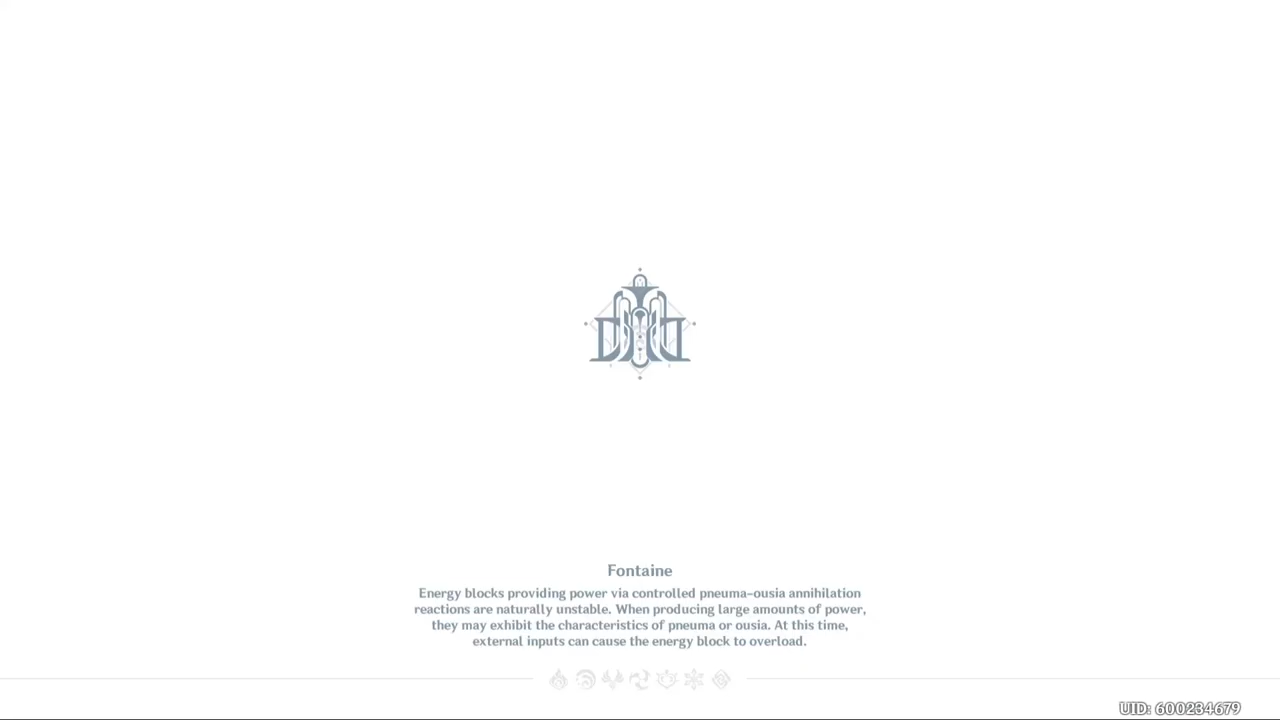 Fontaine
Energy blocks providing power via controlled pneuma-ousia annihilation
reactions are naturally unstable. When producing large amounts of power,
they may exhibit the characteristics of pneuma or ousia. At this time,
external inputs can cause the energy block to overload.
UID: 600234679